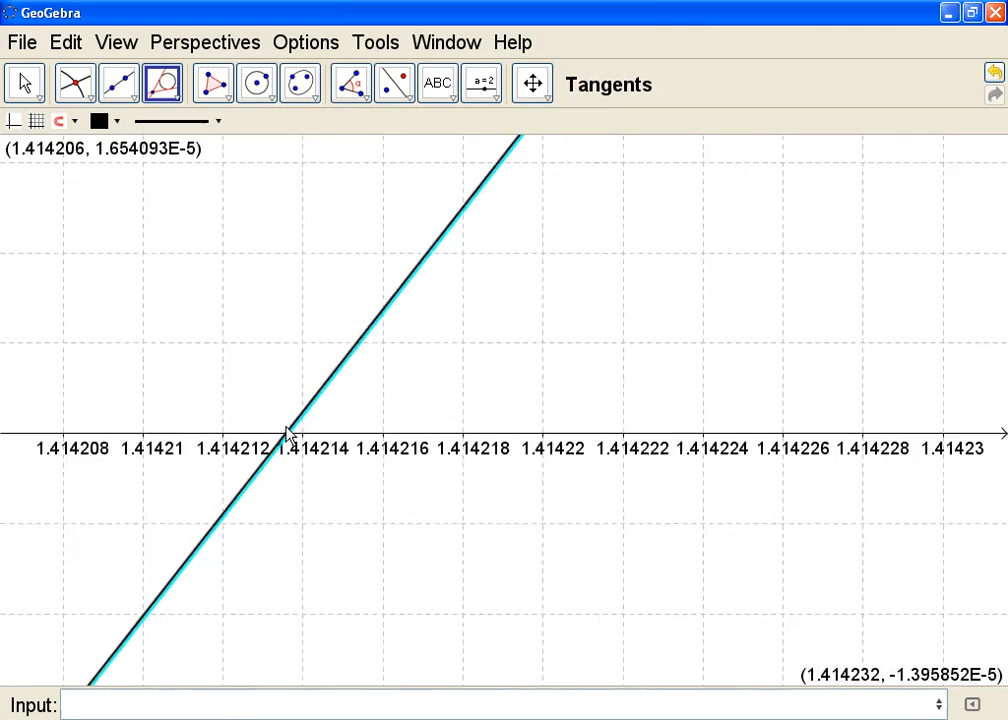 GeoGebra
File Edit View Perspectives Options Tools Window Help
ABC a=2 Tangents
(1.414206, 1.654093E-5)
1.414208 1.41421 1.414212 1.414214 1.414216 1.414218 1.41422 1.414222 1.414224 1.414226 1.414228 1.41423
(1.414232, -1.395852E-5)
Input: